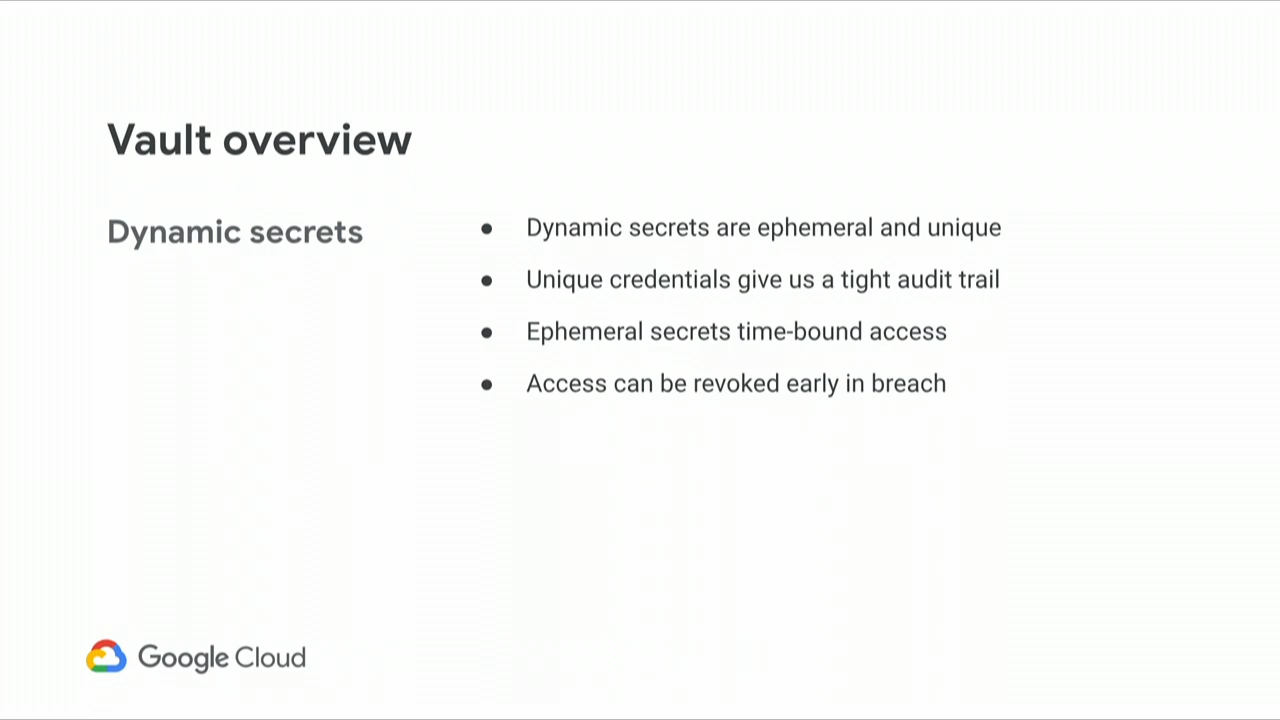 Vault overview
Dynamic secrets
● Dynamic secrets are ephemeral and unique
● Unique credentials give us a tight audit trail
● Ephemeral secrets time-bound access
● Access can be revoked early in breach
Google Cloud